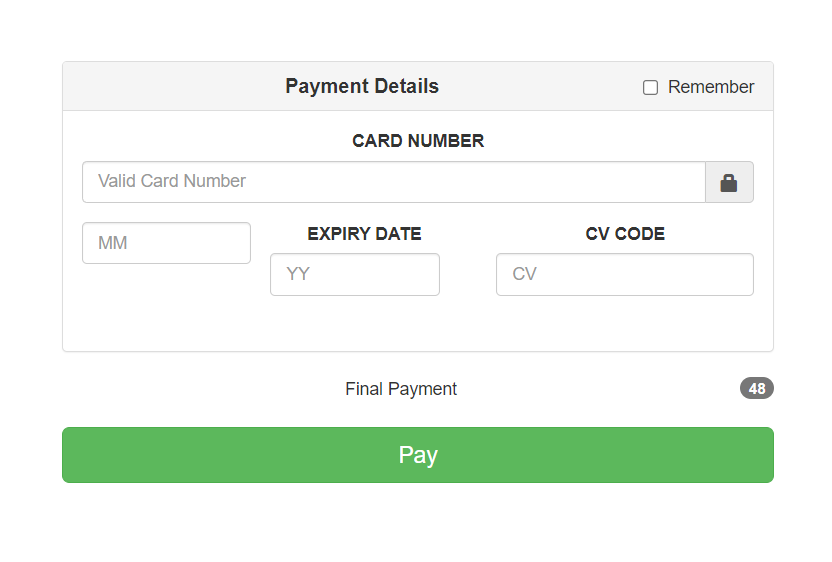 Payment Details
Remember
CARD NUMBER
Valid Card Number
MM
EXPIRY DATE
YY
CV CODE
CV
Final Payment
48
Pay